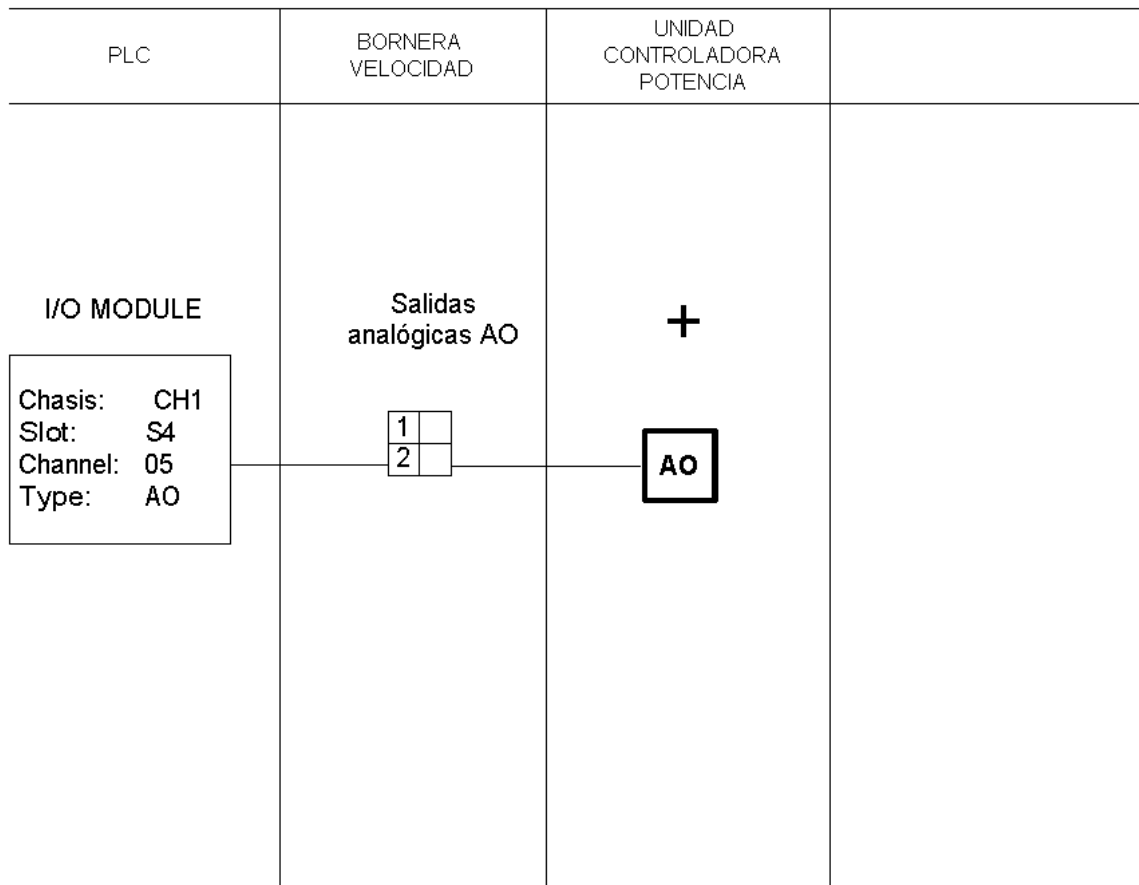 PLC
BORNERA
VELOCIDAD
UNIDAD
CONTROLADORA
POTENCIA
I/O MODULE
Chasis: CH1
Slot: S4
Channel: 05
Type: AO
Salidas
analógicas AO
1
2
+
AO